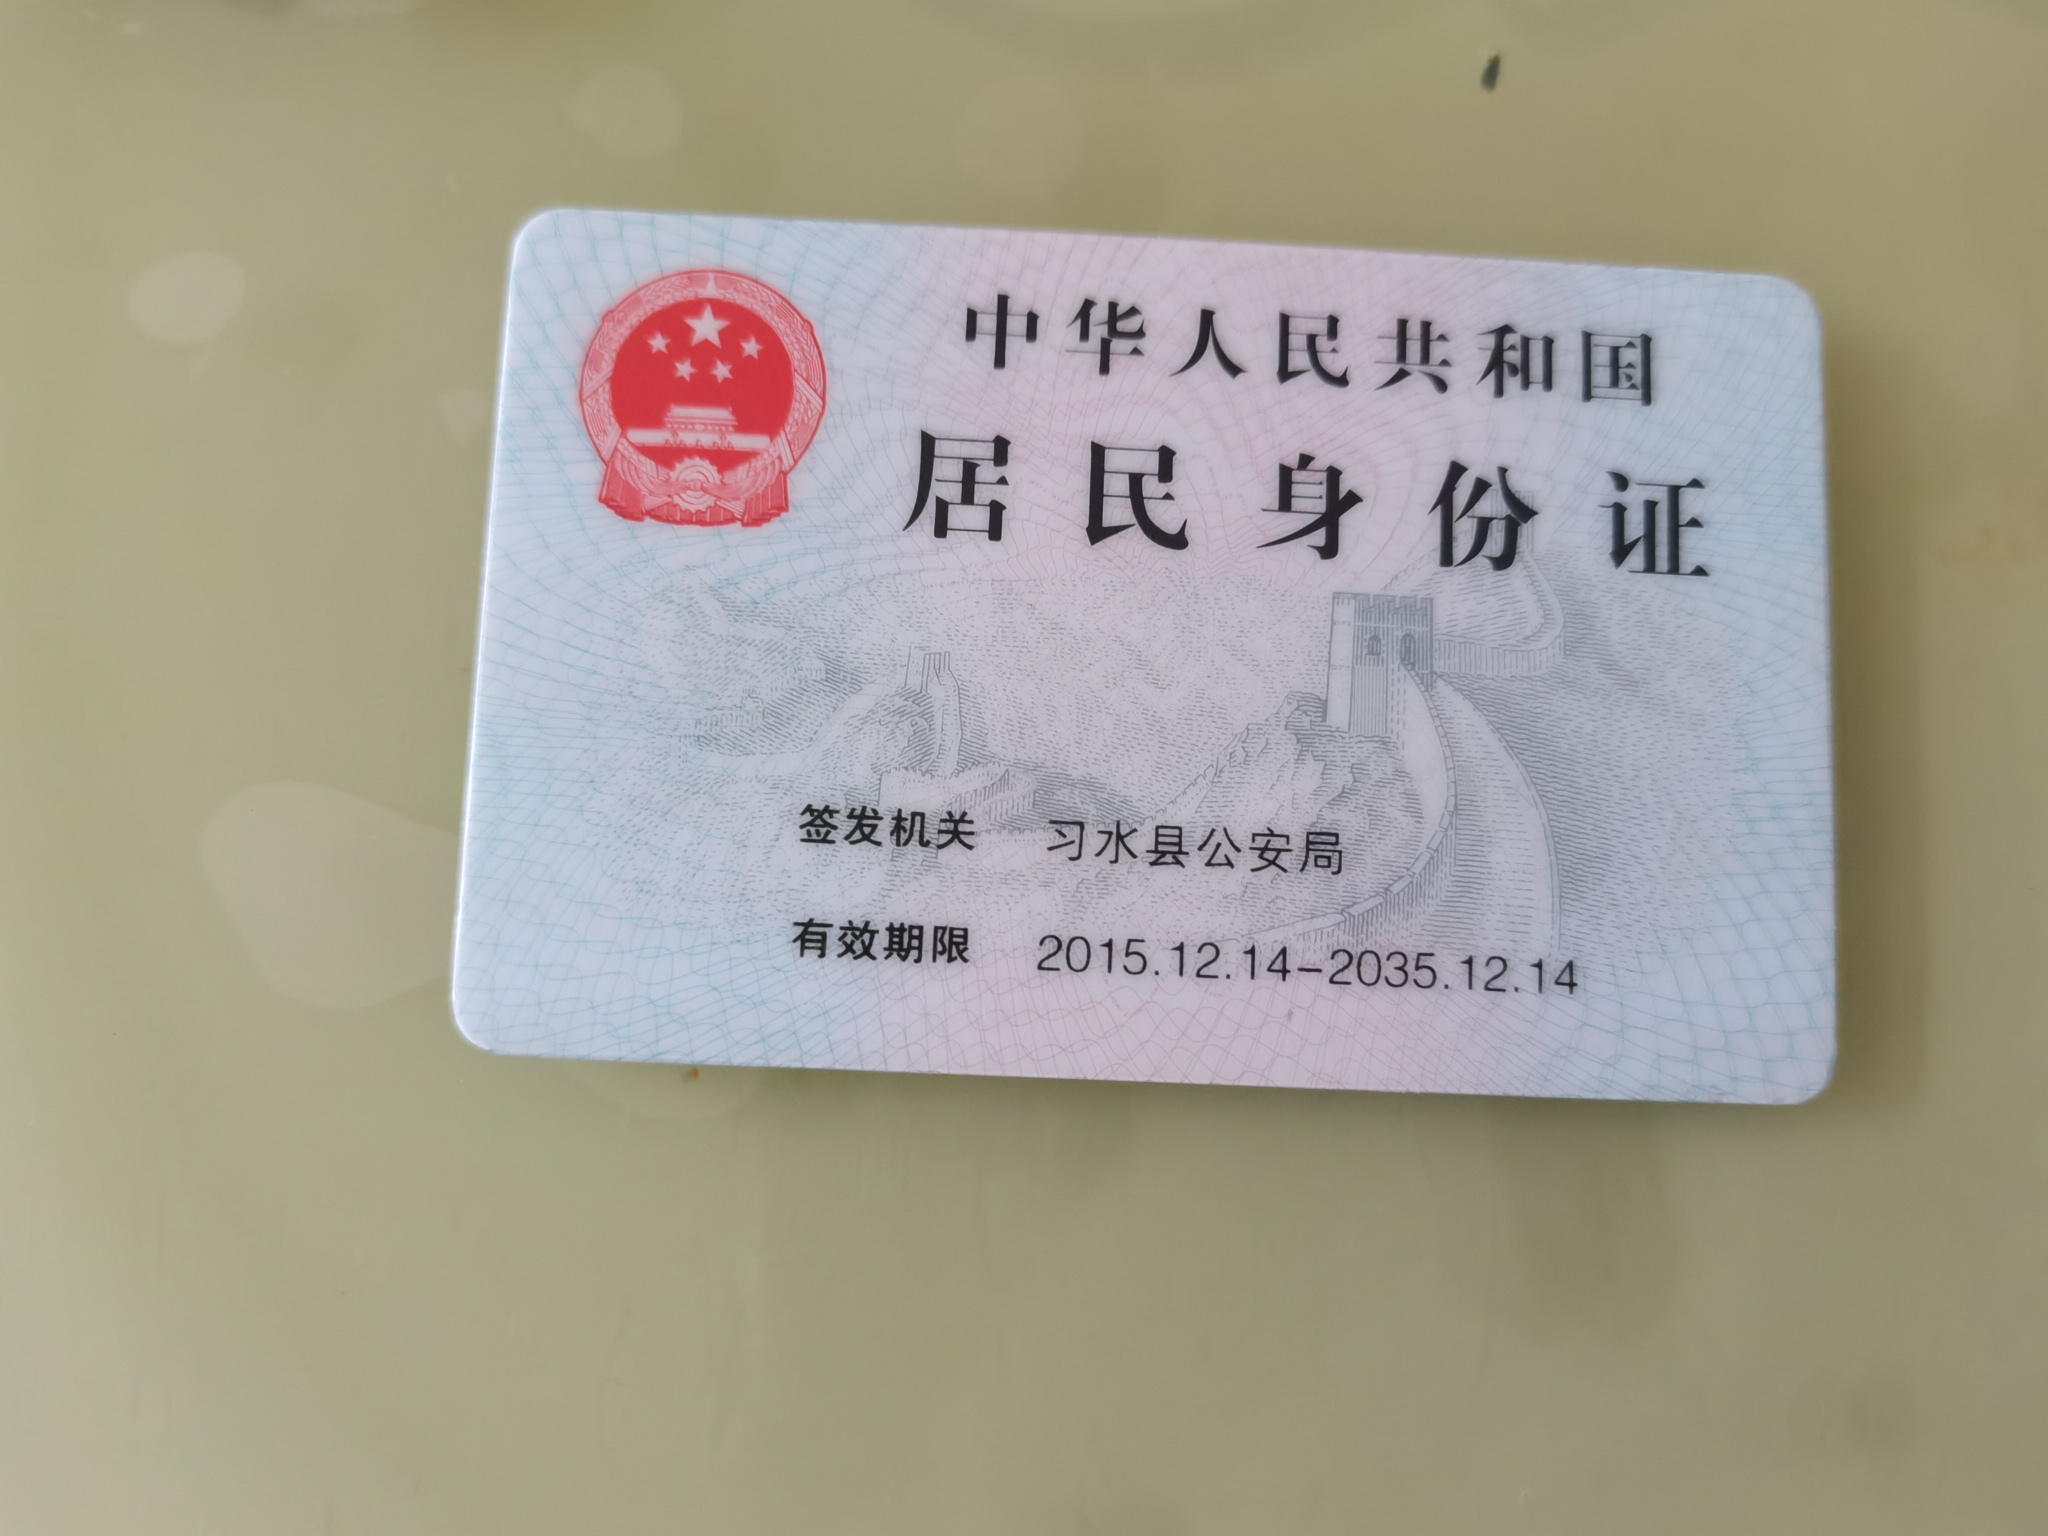 中华人民共和国
居民身份证
签发机关 习水县公安局
有效期限 2015.12.14-2035.12.14